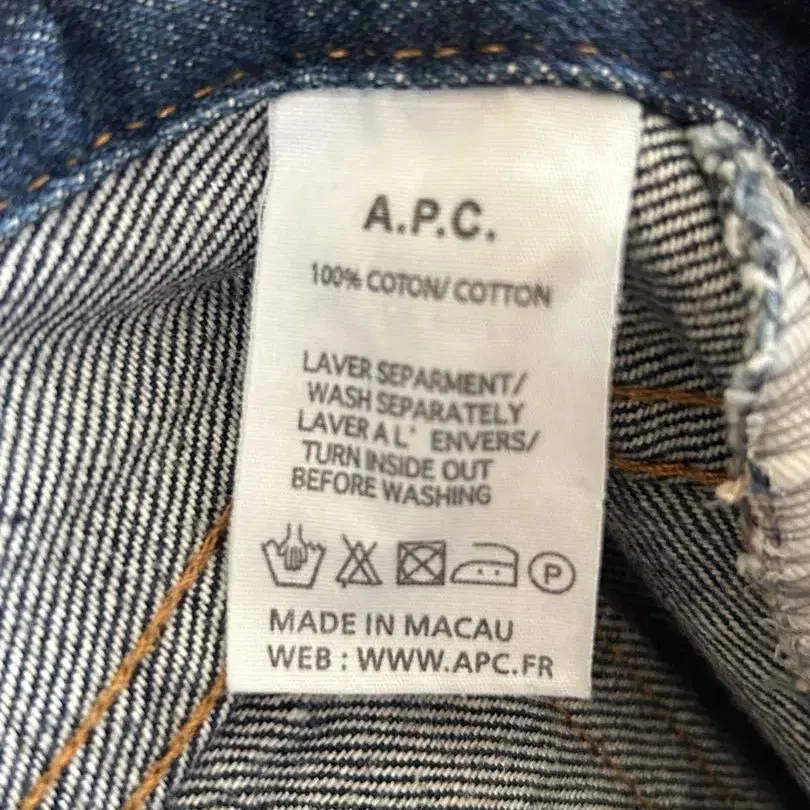 A.P.C.
100% COTON/ COTTON
LAVER SEPARMENT/
WASH SEPARATELY
LAVER A L' ENVERS/
TURN INSIDE OUT
BEFORE WASHING
P
MADE IN MACAU
WEB : WWW.APC.FR